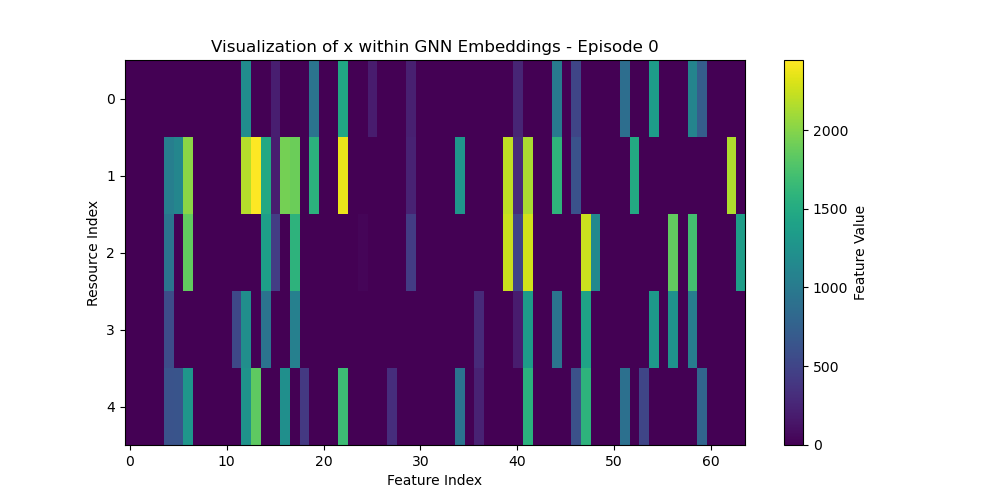 Visualization of x within GNN Embeddings - Episode 0
Resource Index
0
1
2
3
4
0 10 20 30 40 50 60
Feature Index
2000
1500
1000
500
0
Feature Value